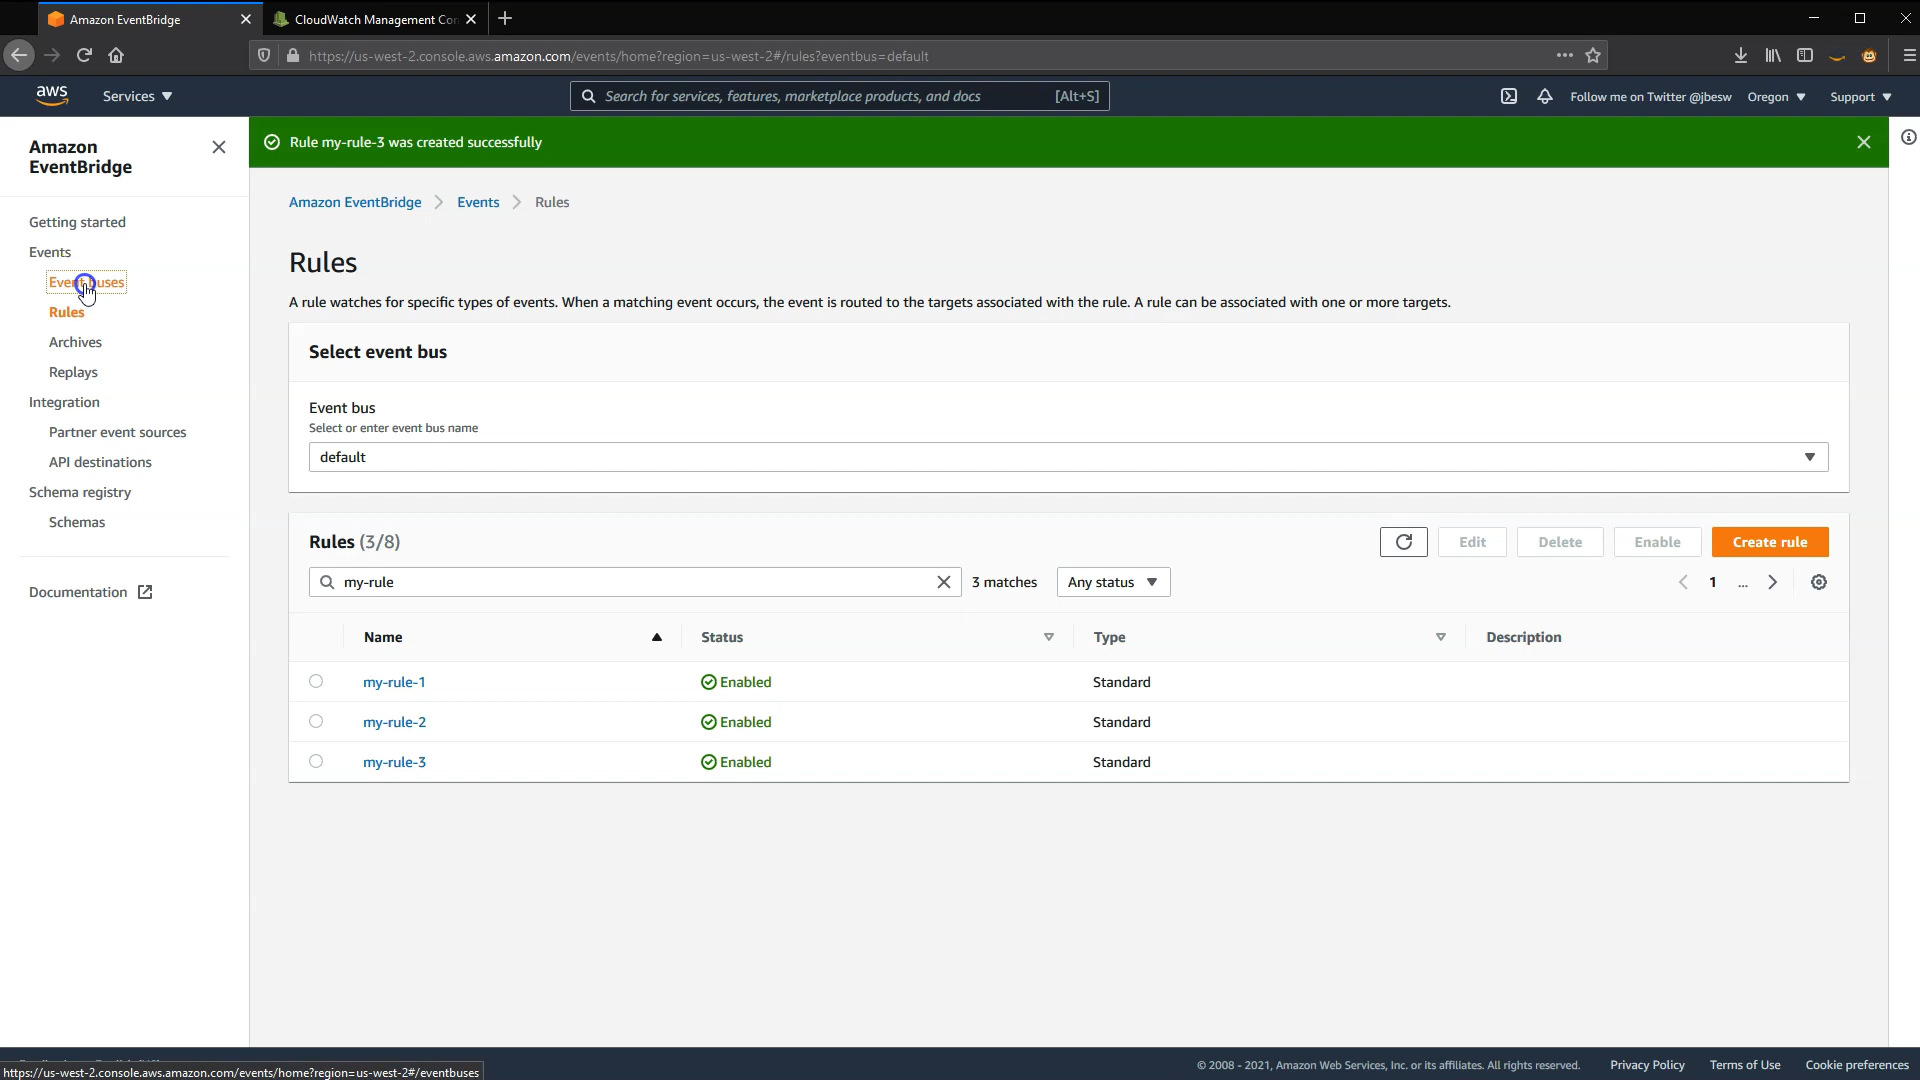 Amazon EventBridge
CloudWatch Management Con
https://us-west-2.console.aws.amazon.com/events/home?region=us-west-2#/rules?eventbus=default
aws
Services
Search for services, features, marketplace products, and docs [Alt+S]
Follow me on Twitter @jbesw
Oregon
Support
Amazon EventBridge
Getting started
Events
Event buses
Rules
Archives
Replays
Integration
Partner event sources
API destinations
Schema registry
Schemas
Documentation
Rule my-rule-3 was created successfully
Amazon EventBridge > Events > Rules
Rules
A rule watches for specific types of events. When a matching event occurs, the event is routed to the targets associated with the rule. A rule can be associated with one or more targets.
Select event bus
Event bus
Select or enter event bus name
default
Rules (3/8)
Edit
Delete
Enable
Create rule
my-rule
3 matches
Any status
1 ...
Name Status Type Description
my-rule-1 Enabled Standard
my-rule-2 Enabled Standard
my-rule-3 Enabled Standard
https://us-west-2.console.aws.amazon.com/events/home?region=us-west-2#/eventbuses
© 2008 - 2021, Amazon Web Services, Inc. or its affiliates. All rights reserved. Privacy Policy Terms of Use Cookie preferences